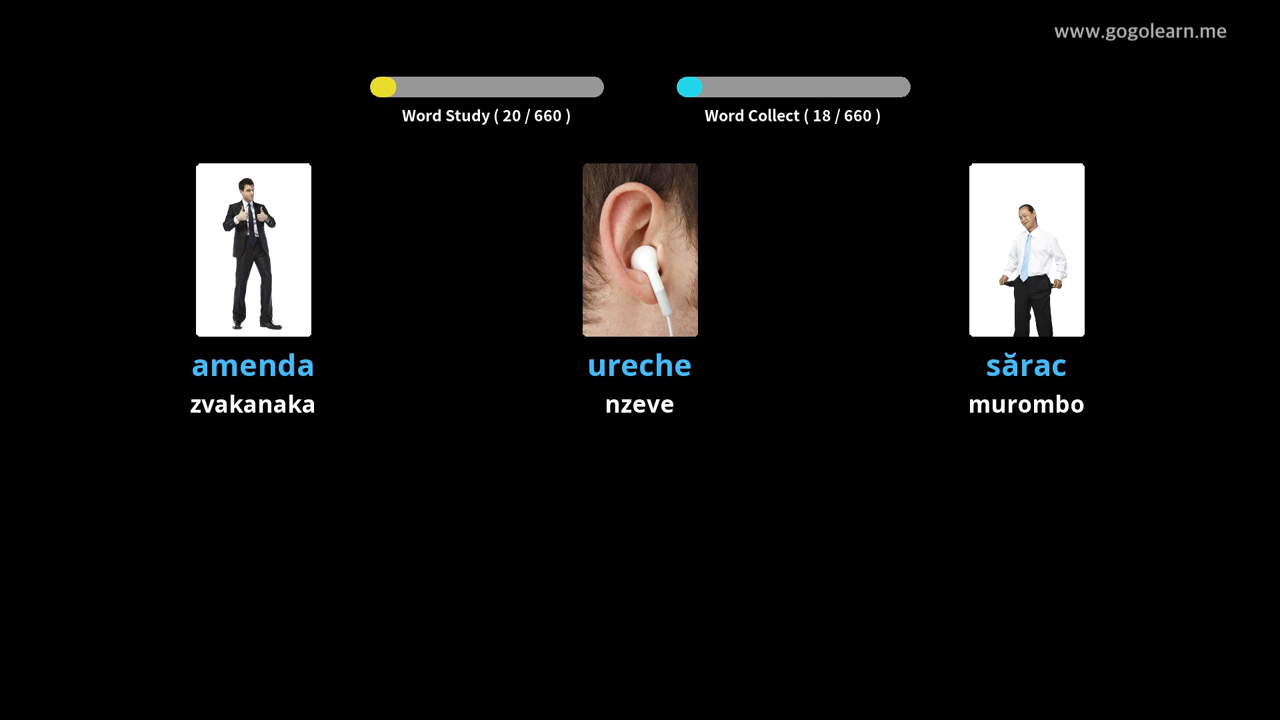 www.gogolearn.me
Word Study ( 20 / 660 )
Word Collect ( 18 / 660 )
amenda
zvakanaka
ureche
nzeve
sărac
murombo